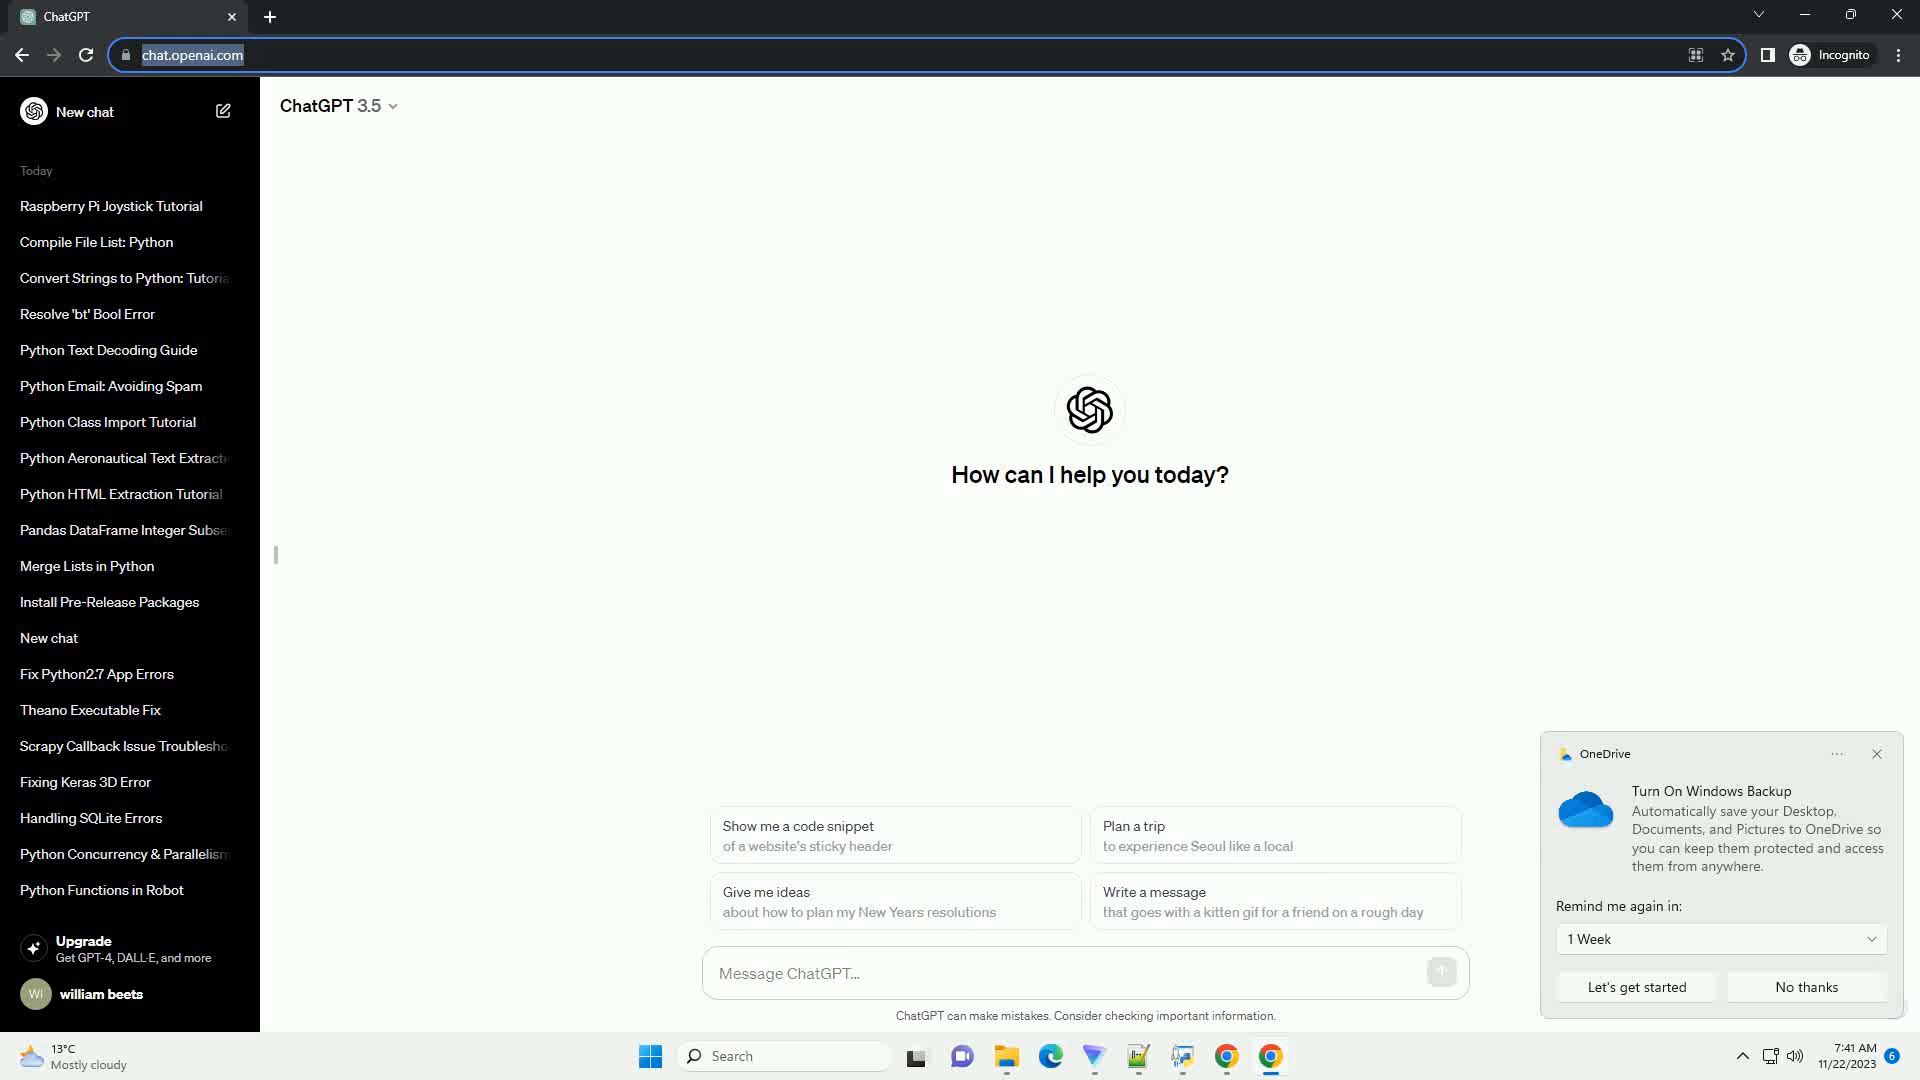 ChatGPT
chat.openai.com
Incognito
New chat
Today
Raspberry Pi Joystick Tutorial
Compile File List: Python
Convert Strings to Python: Tutoria
Resolve 'bt' Bool Error
Python Text Decoding Guide
Python Email: Avoiding Spam
Python Class Import Tutorial
Python Aeronautical Text Extracti
Python HTML Extraction Tutorial
Pandas DataFrame Integer Subse
Merge Lists in Python
Install Pre-Release Packages
New chat
Fix Python2.7 App Errors
Theano Executable Fix
Scrapy Callback Issue Troublesho
Fixing Keras 3D Error
Handling SQLite Errors
Python Concurrency & Parallelism
Python Functions in Robot
Upgrade
Get GPT-4, DALL·E, and more
WI
william beets
ChatGPT 3.5
How can I help you today?
Show me a code snippet
of a website's sticky header
Plan a trip
to experience Seoul like a local
Give me ideas
about how to plan my New Years resolutions
Write a message
that goes with a kitten gif for a friend on a rough day
Message ChatGPT...
ChatGPT can make mistakes. Consider checking important information.
OneDrive
Turn On Windows Backup
Automatically save your Desktop,
Documents, and Pictures to OneDrive so
you can keep them protected and access
them from anywhere.
Remind me again in:
1 Week
Let's get started
No thanks
13°C
Mostly cloudy
Search
7:41 AM
11/22/2023
6